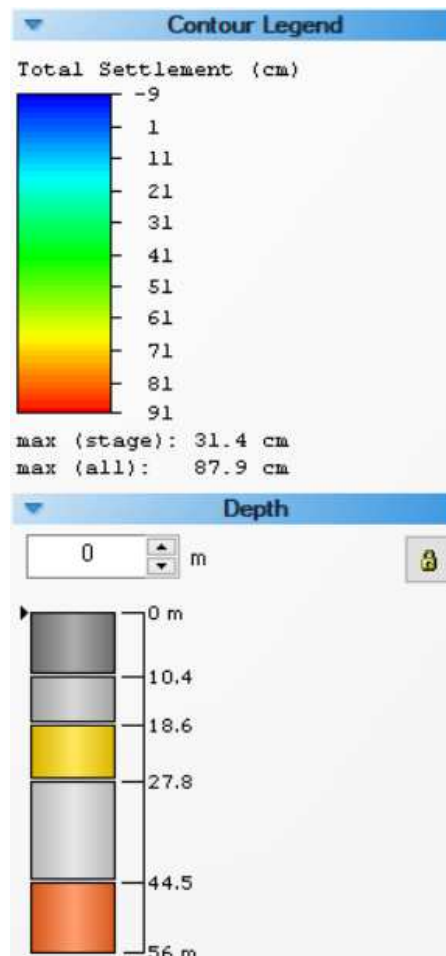 Contour Legend
Total Settlement (cm)
-9
1
11
21
31
41
51
61
71
81
91
max (stage): 31.4 cm
max (all): 87.9 cm
Depth
0 m
0 m
10.4
18.6
27.8
44.5
56 m